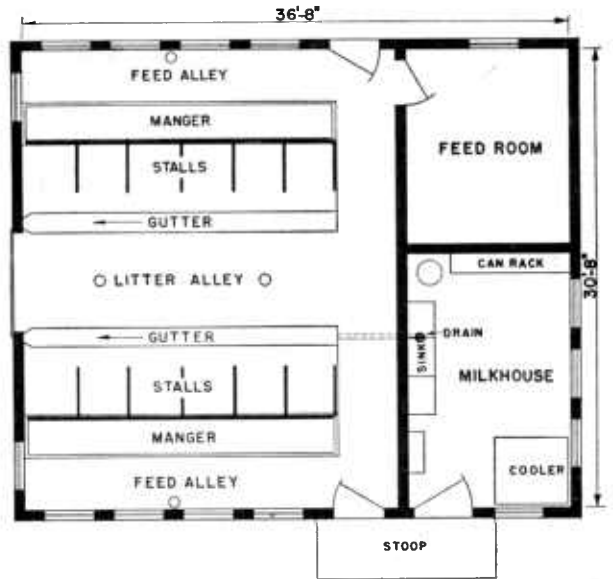 36'-8"
FEED ALLEY
MANGER
STALLS
FEED ROOM
GUTTER
CAN RACK
LITTER ALLEY
30'-8"
GUTTER
DRAIN
SINKS
STALLS
MILKHOUSE
MANGER
COOLER
FEED ALLEY
STOOP